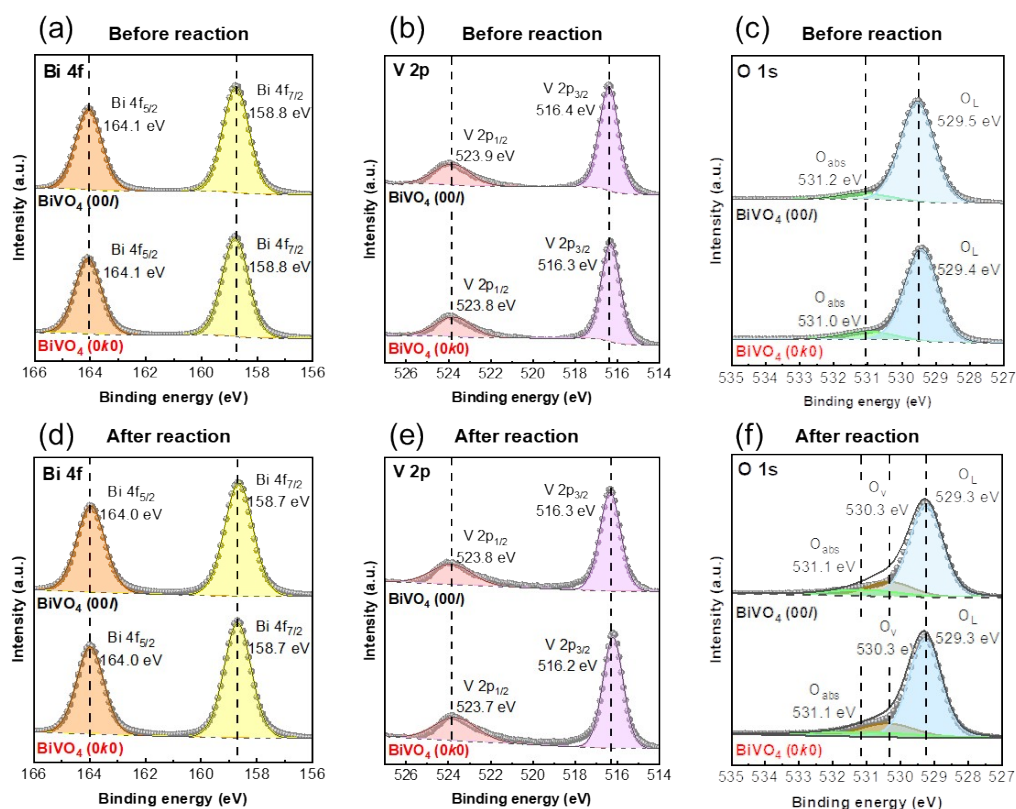 (a) Before reaction
Bi 4f
Bi 4f5/2
164.1 eV
Bi 4f7/2
158.8 eV
BiVO4 (00l)
Bi 4f5/2
164.1 eV
Bi 4f7/2
158.8 eV
BiVO4 (0k0)
166 164 162 160 158 156
Binding energy (eV)
Intensity (a.u.)
(b) Before reaction
V 2p
V 2p3/2
516.4 eV
V 2p1/2
523.9 eV
BiVO4 (00l)
V 2p3/2
516.3 eV
V 2p1/2
523.8 eV
BiVO4 (0k0)
526 524 522 520 518 516 514
Binding energy (eV)
Intensity (a.u.)
(c) Before reaction
O 1s
OL
529.5 eV
Oabs
531.2 eV
BiVO4 (00l)
OL
529.4 eV
Oabs
531.0 eV
BiVO4 (0k0)
535 534 533 532 531 530 529 528 527
Binding energy (eV)
Intensity (a.u.)
(d) After reaction
Bi 4f
Bi 4f5/2
164.0 eV
Bi 4f7/2
158.7 eV
BiVO4 (00l)
Bi 4f5/2
164.0 eV
Bi 4f7/2
158.7 eV
BiVO4 (0k0)
166 164 162 160 158 156
Binding energy (eV)
Intensity (a.u.)
(e) After reaction
V 2p
V 2p3/2
516.3 eV
V 2p1/2
523.8 eV
BiVO4 (00l)
V 2p3/2
516.2 eV
V 2p1/2
523.7 eV
BiVO4 (0k0)
526 524 522 520 518 516 514
Binding energy (eV)
Intensity (a.u.)
(f) After reaction
O 1s
OL
529.3 eV
Ov
530.3 eV
Oabs
531.1 eV
BiVO4 (00l)
OL
529.3 eV
Ov
530.3 eV
Oabs
531.1 eV
BiVO4 (0k0)
535 534 533 532 531 530 529 528 527
Binding energy (eV)
Intensity (a.u.)